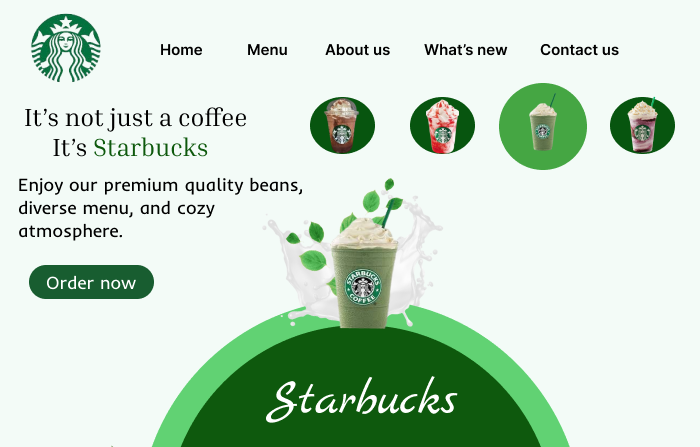 Home Menu About us What's new Contact us
It's not just a coffee
It's Starbucks
Enjoy our premium quality beans,
diverse menu, and cozy
atmosphere.
Order now
STARBUCKS
COFFEE
Starbucks